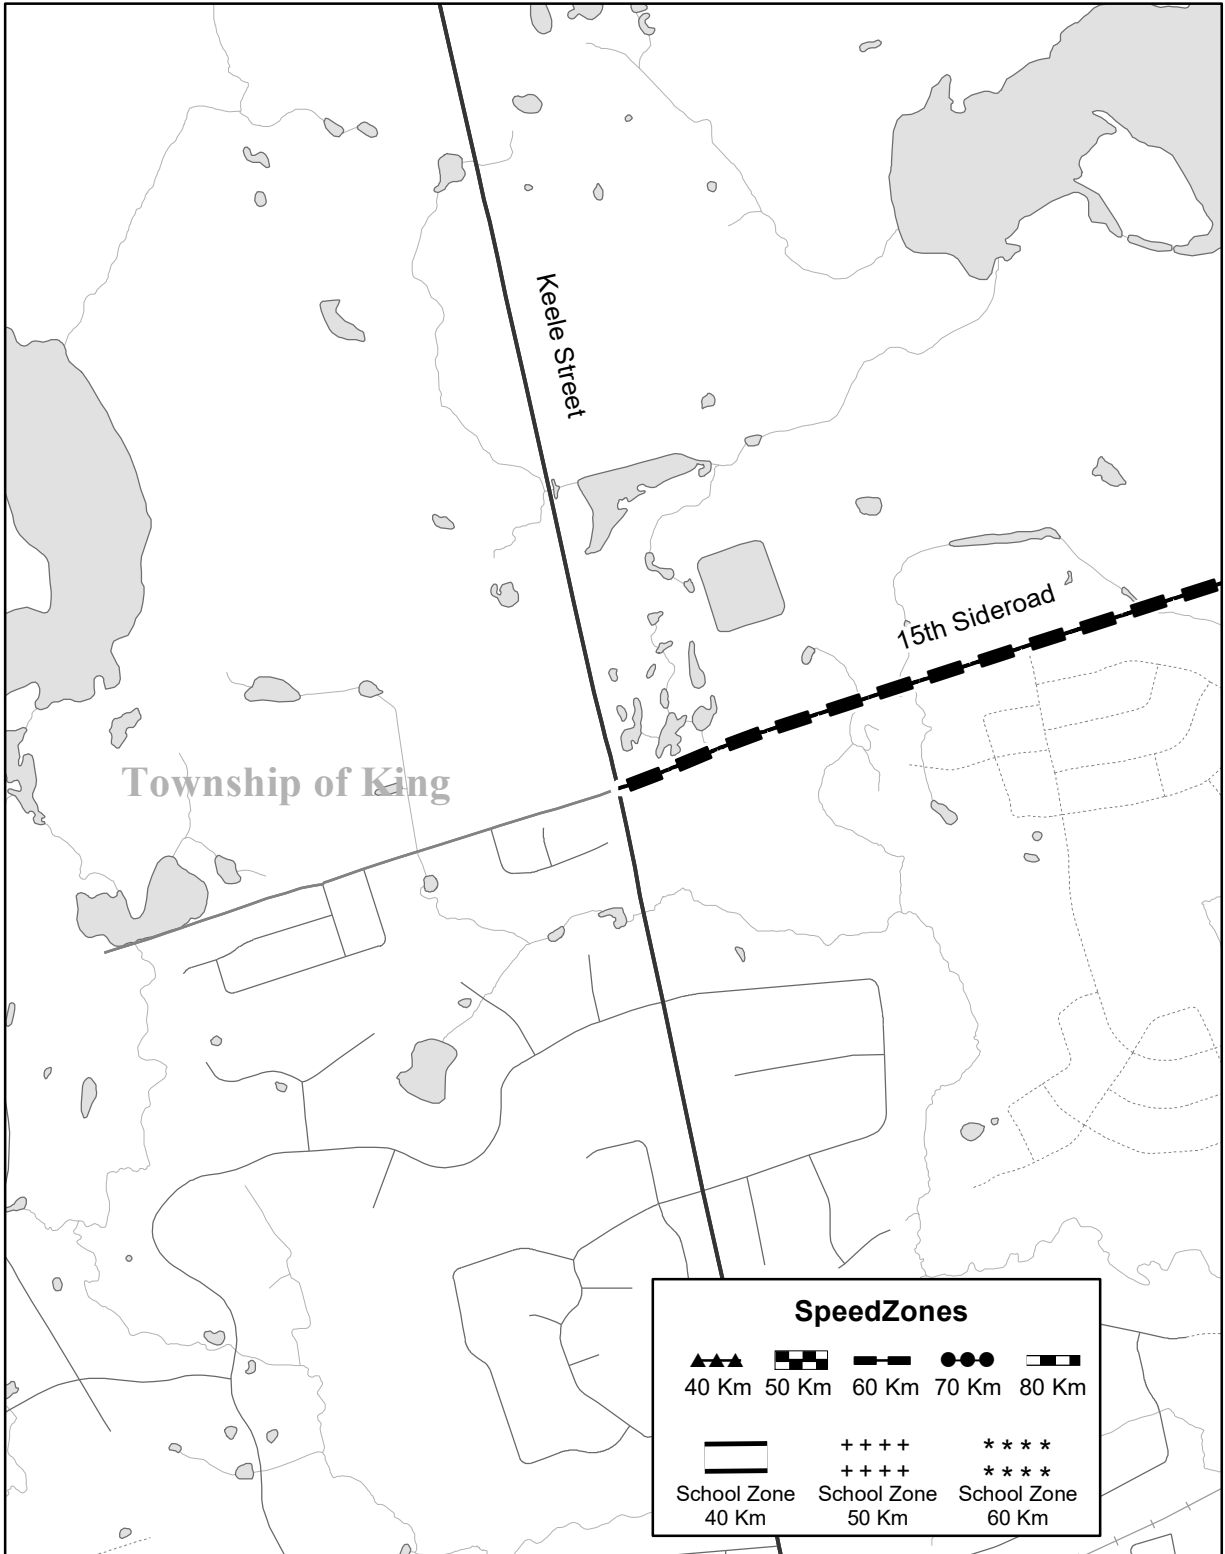 Keele Street
15th Sideroad
Township of King
SpeedZones
40 Km 50 Km 60 Km 70 Km 80 Km
School Zone School Zone School Zone
40 Km 50 Km 60 Km